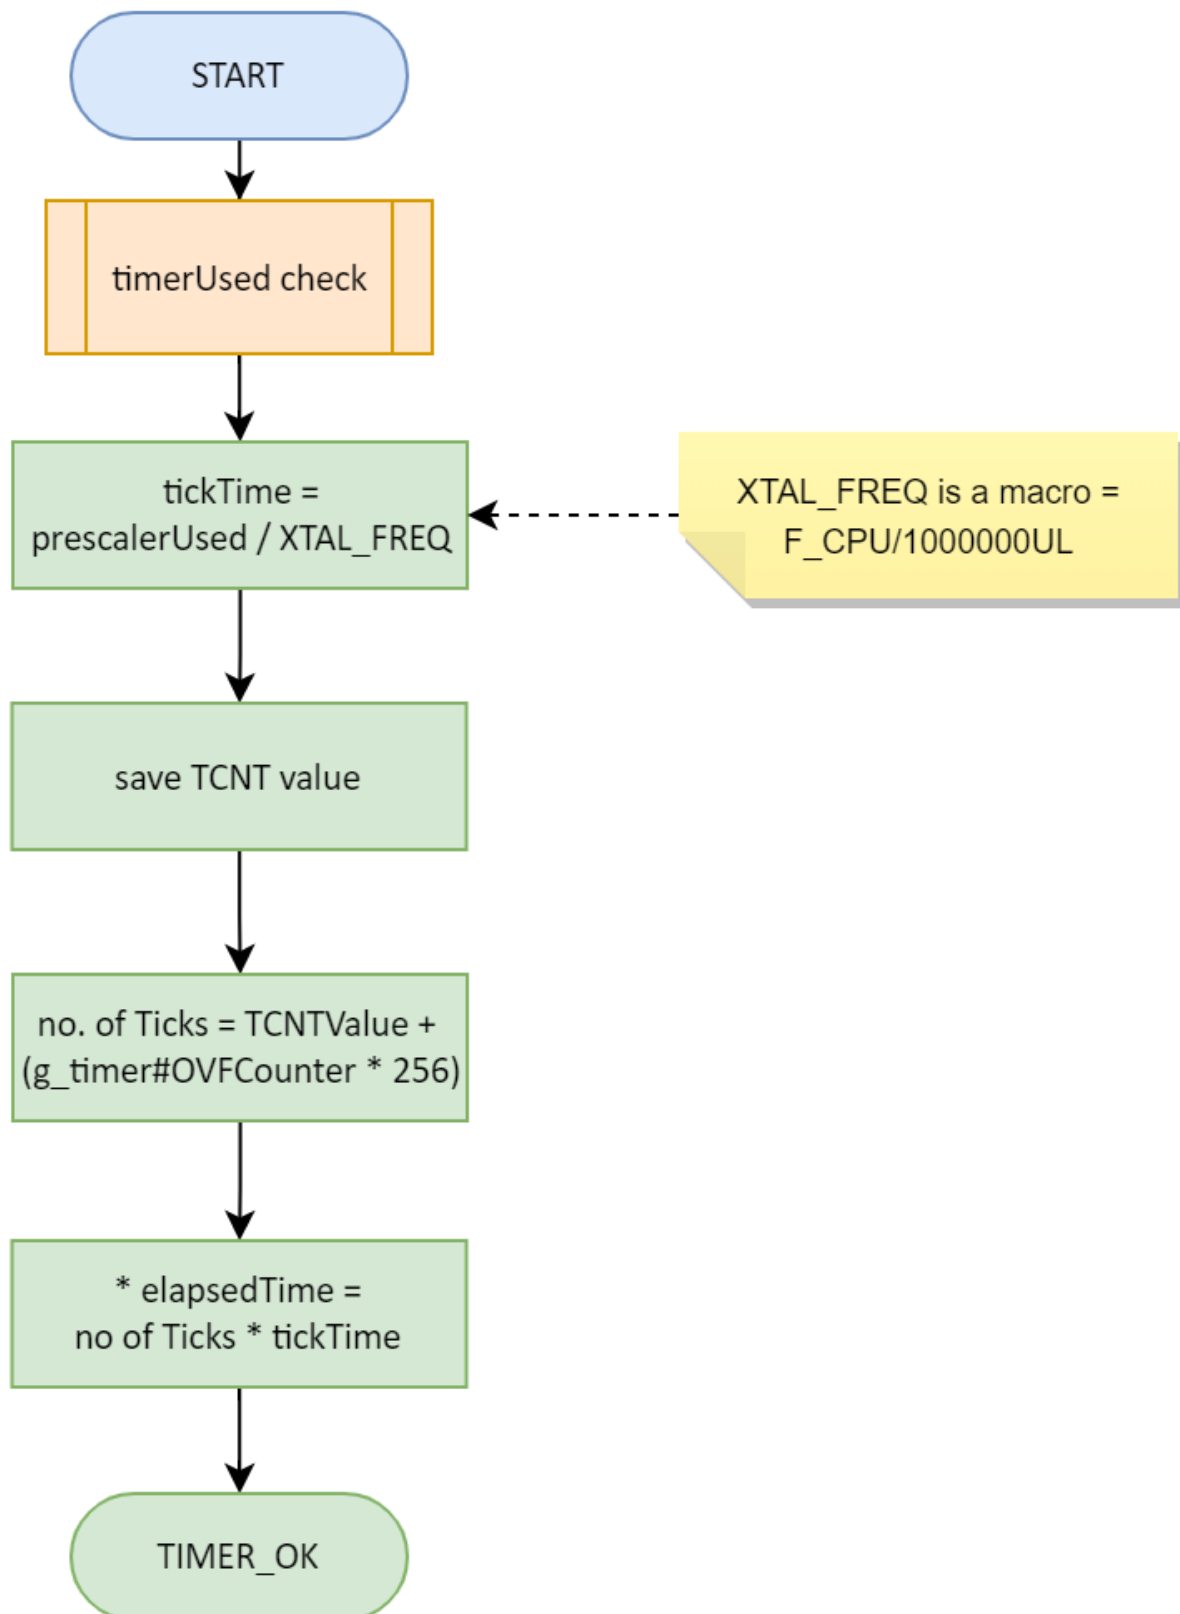 START
timerUsed check
tickTime =
prescalerUsed / XTAL_FREQ
XTAL_FREQ is a macro =
F_CPU/1000000UL
save TCNT value
no. of Ticks = TCNTValue +
(g_timer#OVFCounter * 256)
* elapsedTime =
no of Ticks * tickTime
TIMER_OK